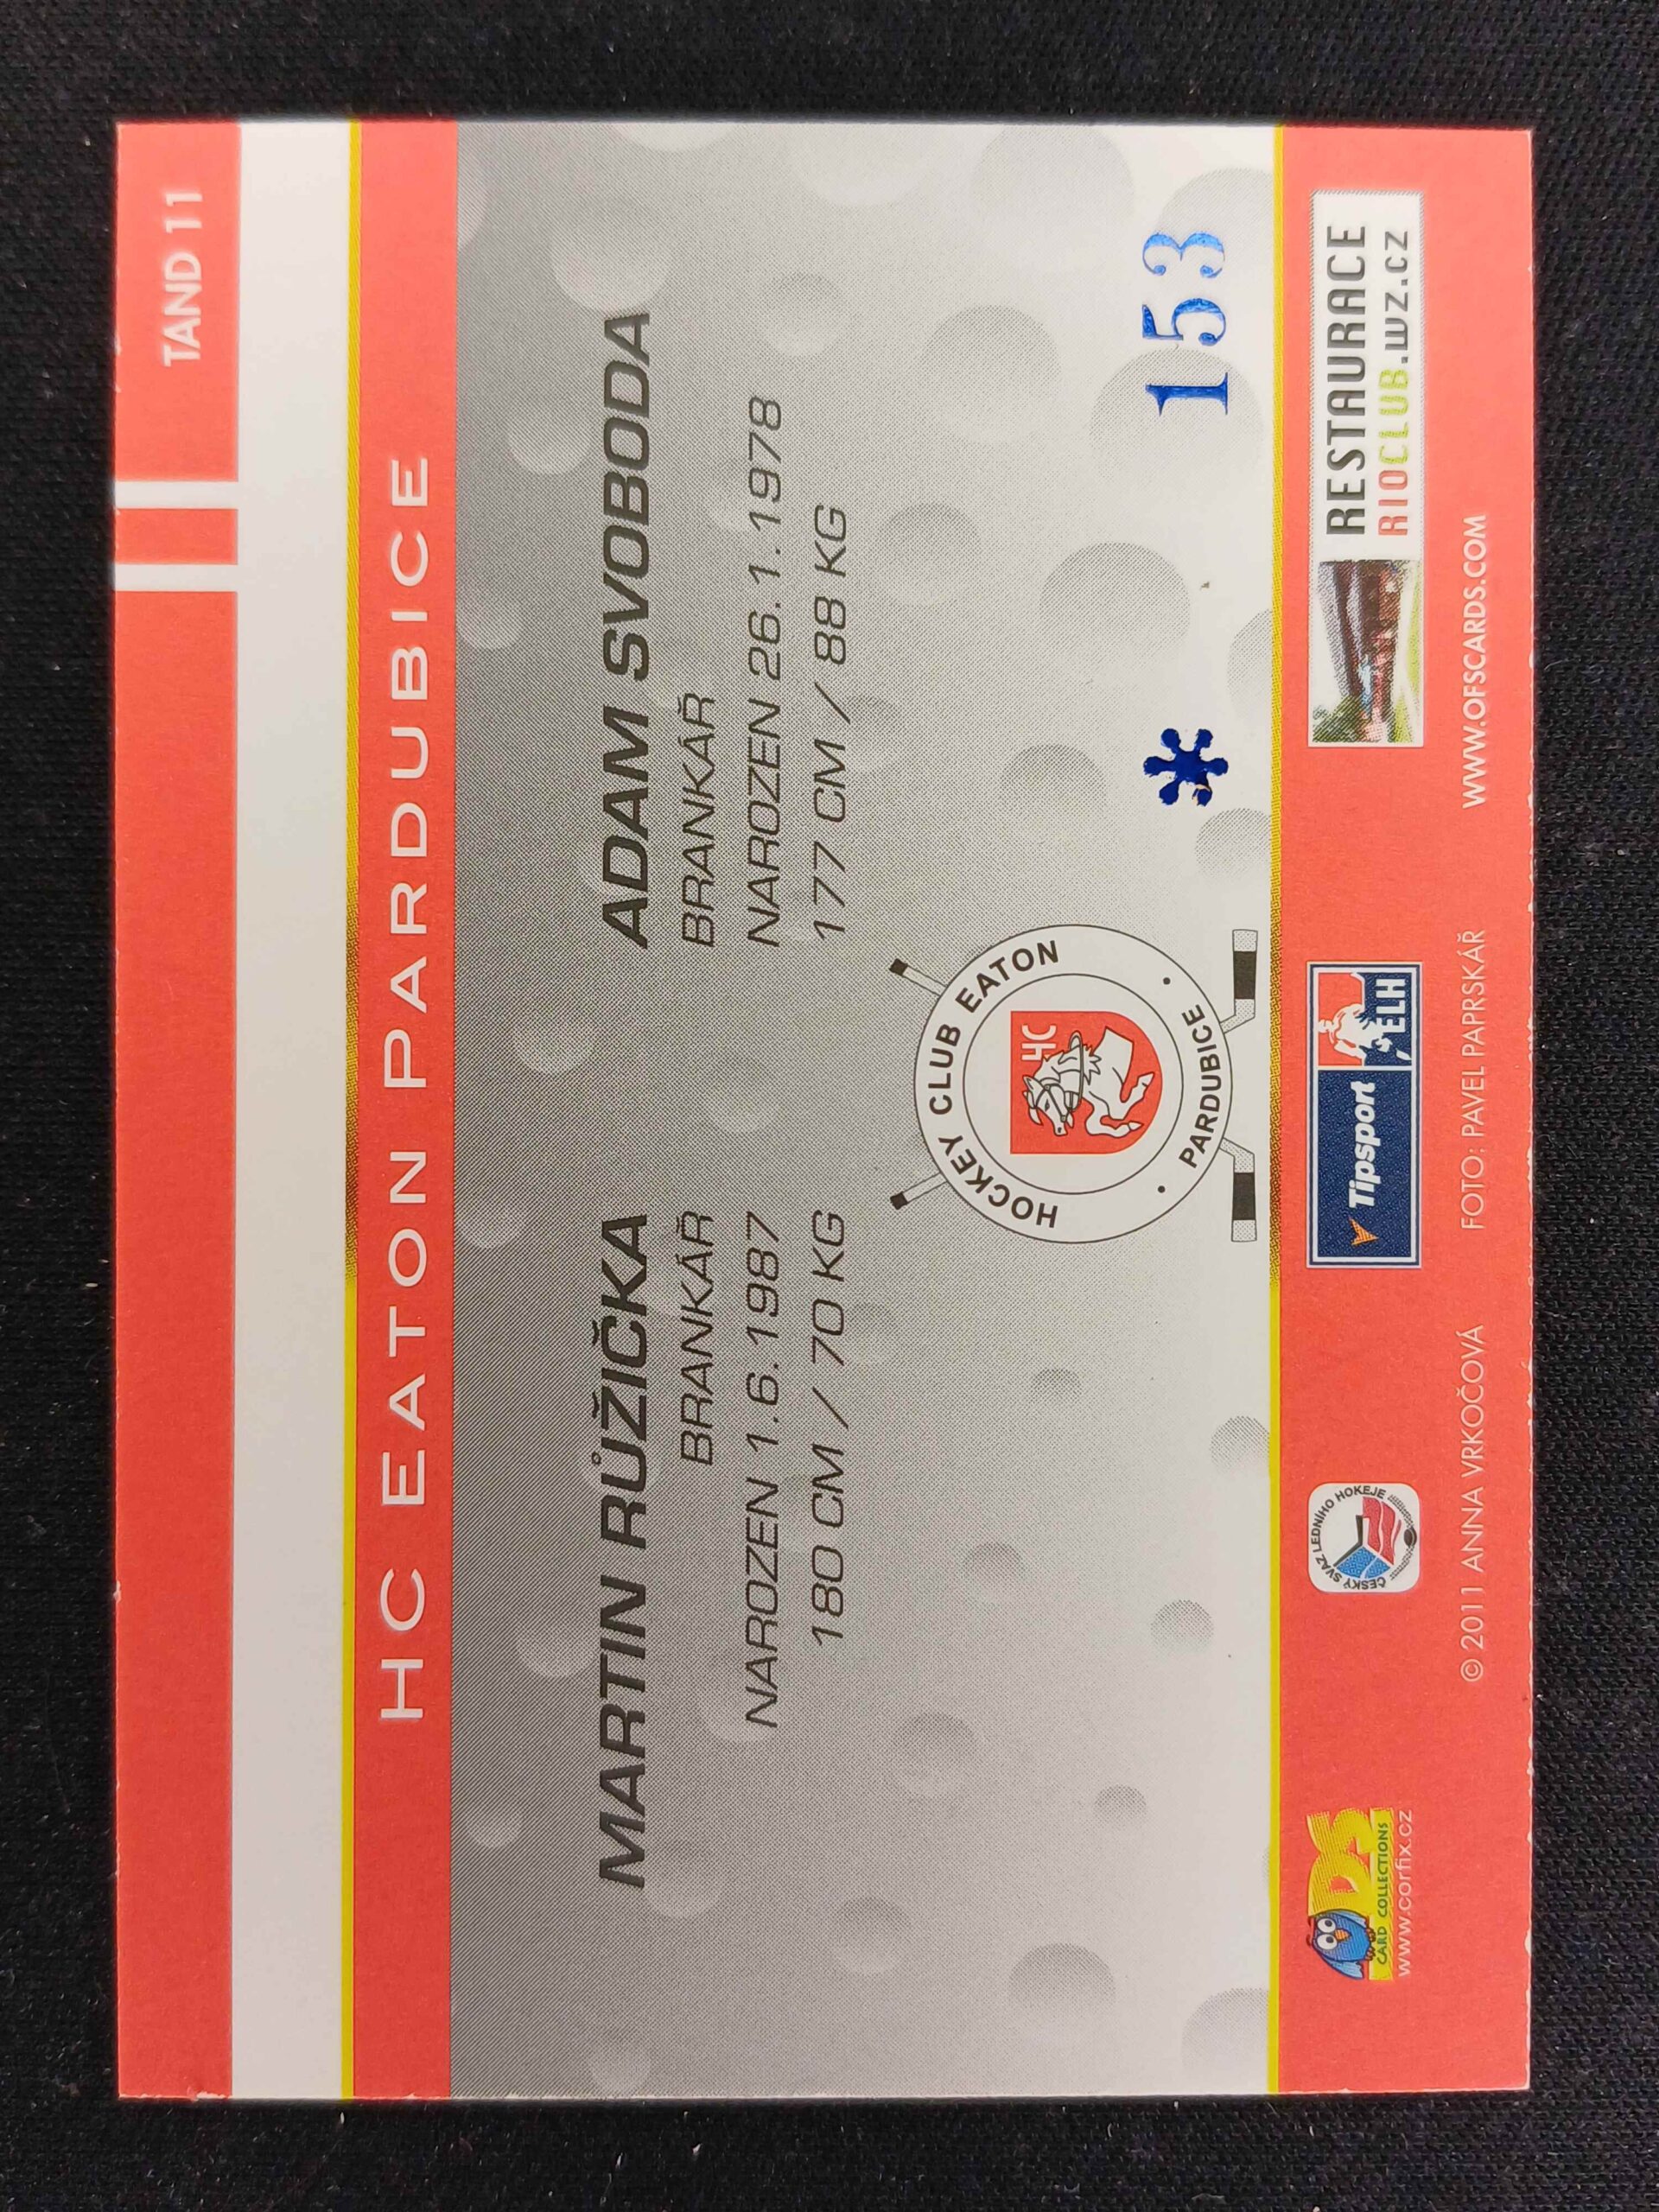 TAND 11
HC EATON PARDUBICE
MARTIN RŮŽIČKA
BRANKÁŘ
NAROZEN 1.6.1987
180 CM / 70 KG
ADAM SVOBODA
BRANKÁŘ
NAROZEN 26.1.1978
177 CM / 88 KG
HOCKEY CLUB EATON
HC
• PARDUBICE •
* 153
OFS
CARD COLLECTIONS
www.corfix.cz
ČESKÝ SVAZ LEDNÍHO HOKEJE
Tipsport
ELH
RESTAURACE
RIOCLUB.WZ.CZ
© 2011 ANNA VRKOČOVÁ
FOTO: PAVEL PAPRSKÁŘ
WWW.OFSCARDS.COM